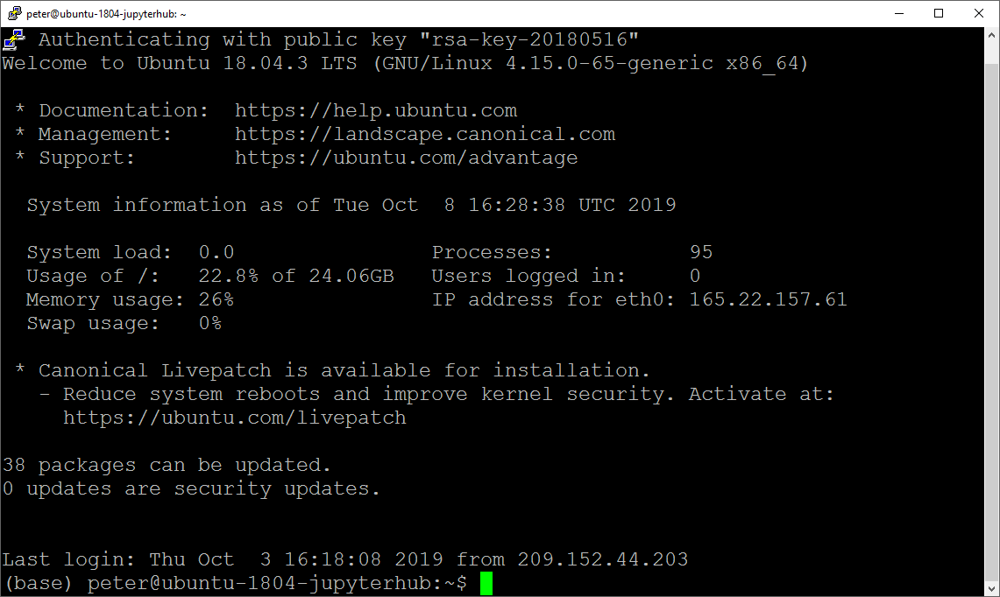 peter@ubuntu-1804-jupyterhub: ~
Authenticating with public key "rsa-key-20180516"
Welcome to Ubuntu 18.04.3 LTS (GNU/Linux 4.15.0-65-generic x86_64)
* Documentation:  https://help.ubuntu.com
* Management:     https://landscape.canonical.com
* Support:        https://ubuntu.com/advantage
System information as of Tue Oct  8 16:28:38 UTC 2019
System load:  0.0                Processes:           95
Usage of /:   22.8% of 24.06GB   Users logged in:     0
Memory usage: 26%                IP address for eth0: 165.22.157.61
Swap usage:   0%
* Canonical Livepatch is available for installation.
- Reduce system reboots and improve kernel security. Activate at:
https://ubuntu.com/livepatch
38 packages can be updated.
0 updates are security updates.
Last login: Thu Oct  3 16:18:08 2019 from 209.152.44.203
(base) peter@ubuntu-1804-jupyterhub:~$